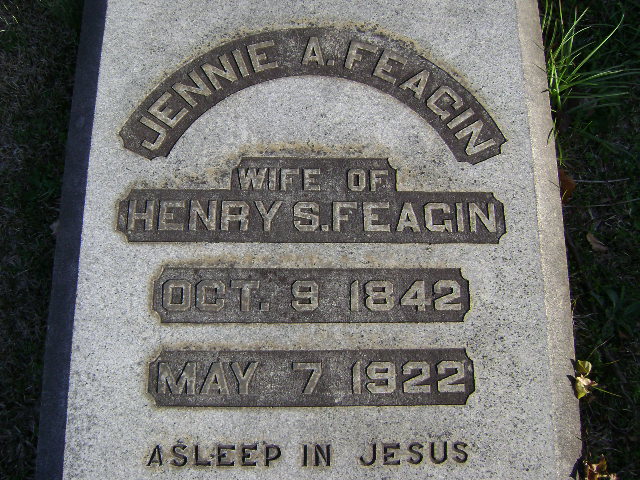 JENNIE A. FEAGIN
WIFE OF
HENRY S. FEAGIN
OCT. 9 1842
MAY 7 1922
ASLEEP IN JESUS